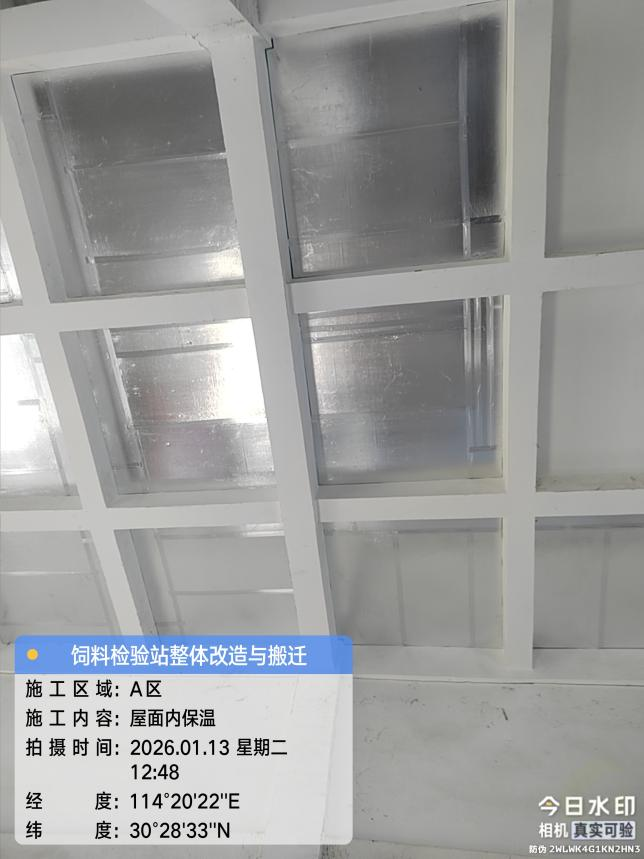 饲料检验站整体改造与搬迁
施工区域：A区
施工内容：屋面内保温
拍摄时间：2026.01.13 星期二
12:48
经度：114°20'22"E
纬度：30°28'33"N
今日水印
相机 真实可验
防伪 2WLWK4G1KN2HN3